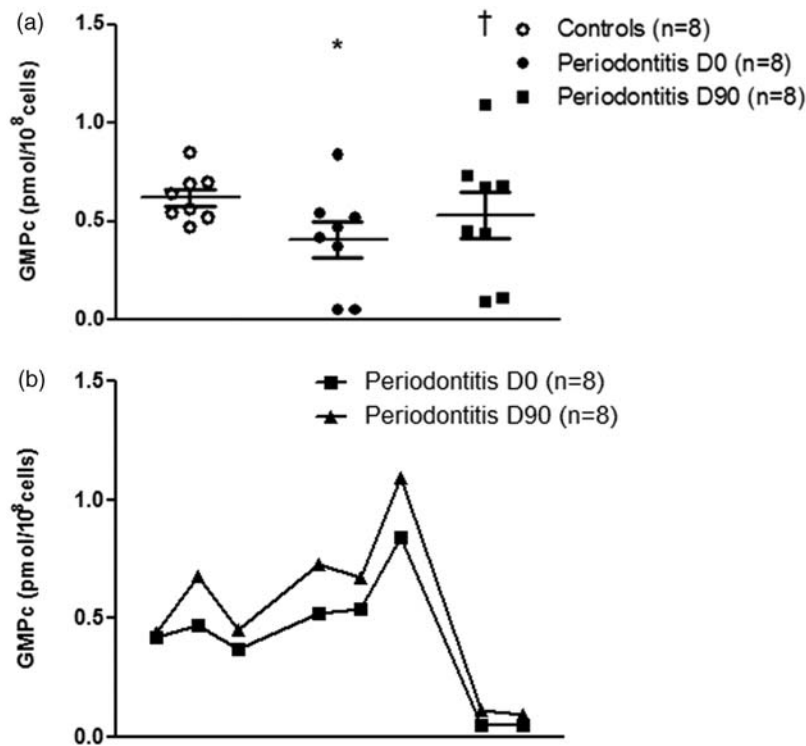 (a)
1.5
1.0
0.5
0.0
GMPc (pmol/10⁸cells)
*
†
Controls (n=8)
Periodontitis D0 (n=8)
Periodontitis D90 (n=8)
(b)
1.5
1.0
0.5
0.0
GMPc (pmol/10⁸cells)
Periodontitis D0 (n=8)
Periodontitis D90 (n=8)